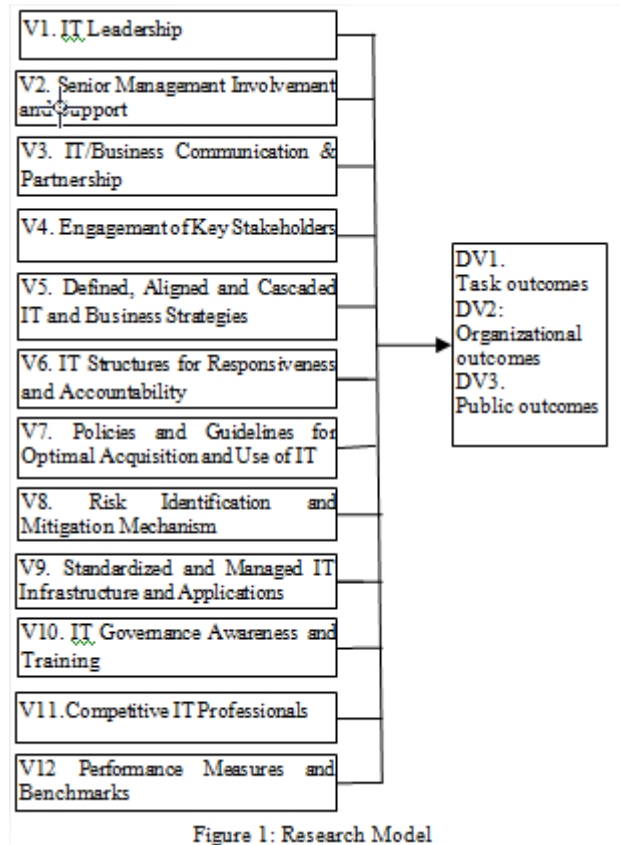 V1. IT Leadership
V2. Senior Management Involvement
and Support
V3. IT/Business Communication &
Partnership
V4. Engagement of Key Stakeholders
V5. Defined, Aligned and Cascaded
IT and Business Strategies
V6. IT Structures for Responsiveness
and Accountability
V7. Policies and Guidelines for
Optimal Acquisition and Use of IT
V8. Risk Identification and
Mitigation Mechanism
V9. Standardized and Managed IT
Infrastructure and Applications
V10. IT Governance Awareness and
Training
V11.Competitive IT Professionals
V12 Performance Measures and
Benchmarks
DV1.
Task outcomes
DV2:
Organizational
outcomes
DV3.
Public outcomes
Figure 1: Research Model